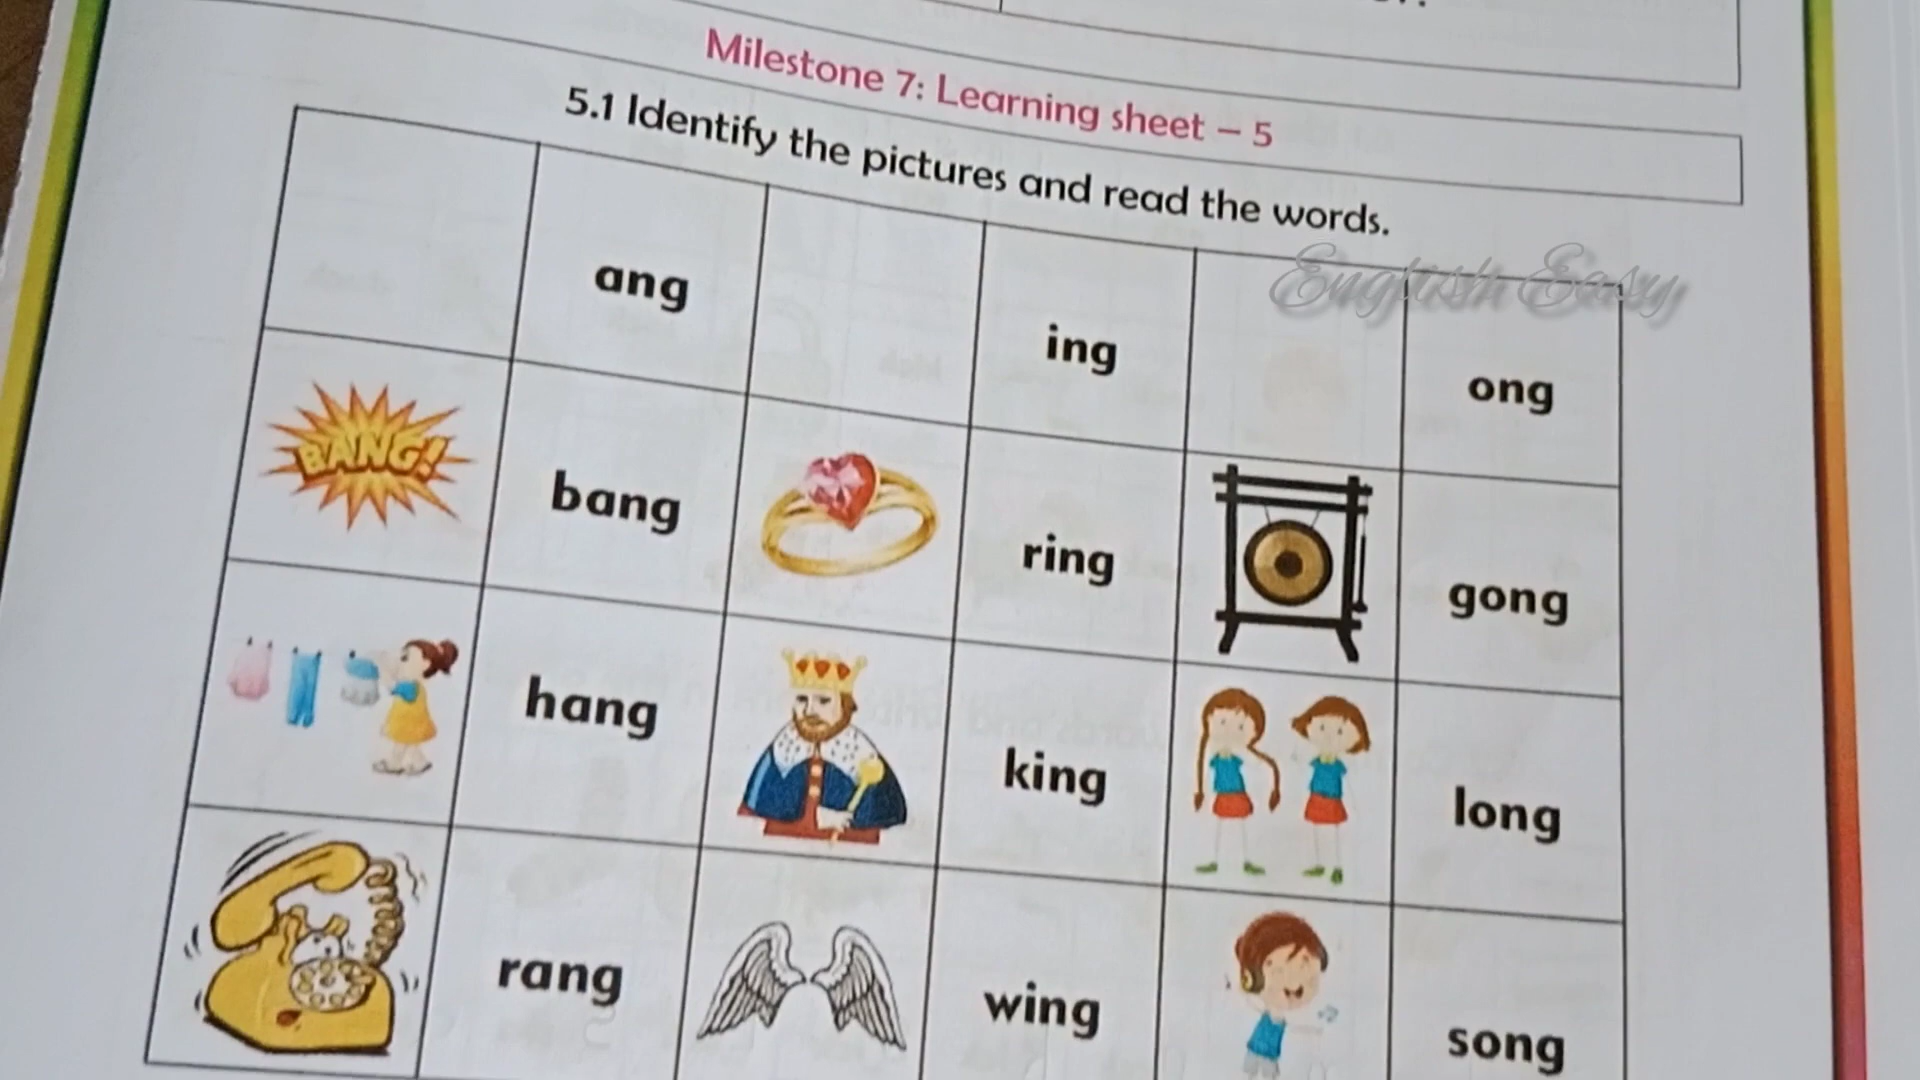 Milestone 7: Learning sheet – 5
5.1 Identify the pictures and read the words.
English Easy
ang ing ong
BANG! bang ring gong
hang king long
rang wing song